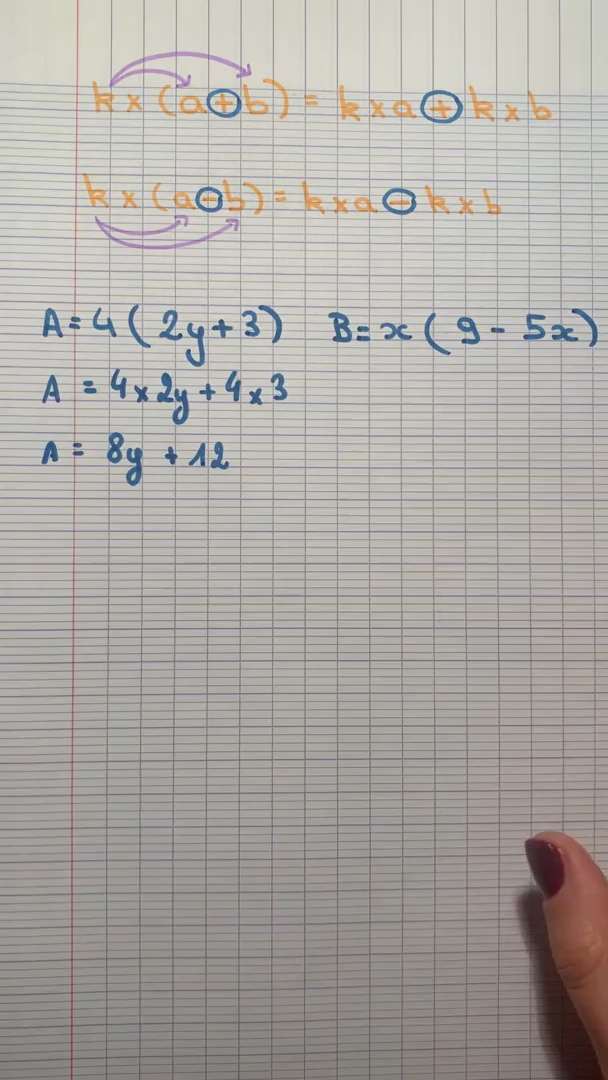 k × (a + b) = k × a + k × b
k × (a - b) = k × a - k × b
A = 4 ( 2y + 3 ) B = x ( 9 - 5x )
A = 4 × 2y + 4 × 3
A = 8y + 12